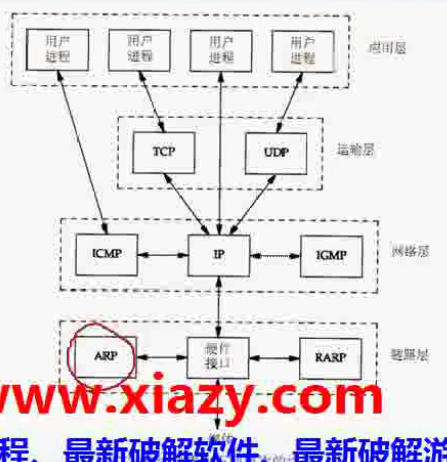 用户 用户 用户 用户
进程 进程 进程 进程
应用层
TCP UDP 运输层
ICMP IP IGMP 网络层
ARP 硬件 RARP 链路层
接口
www.xiazy.com
程、最新破解软件、最新破解游